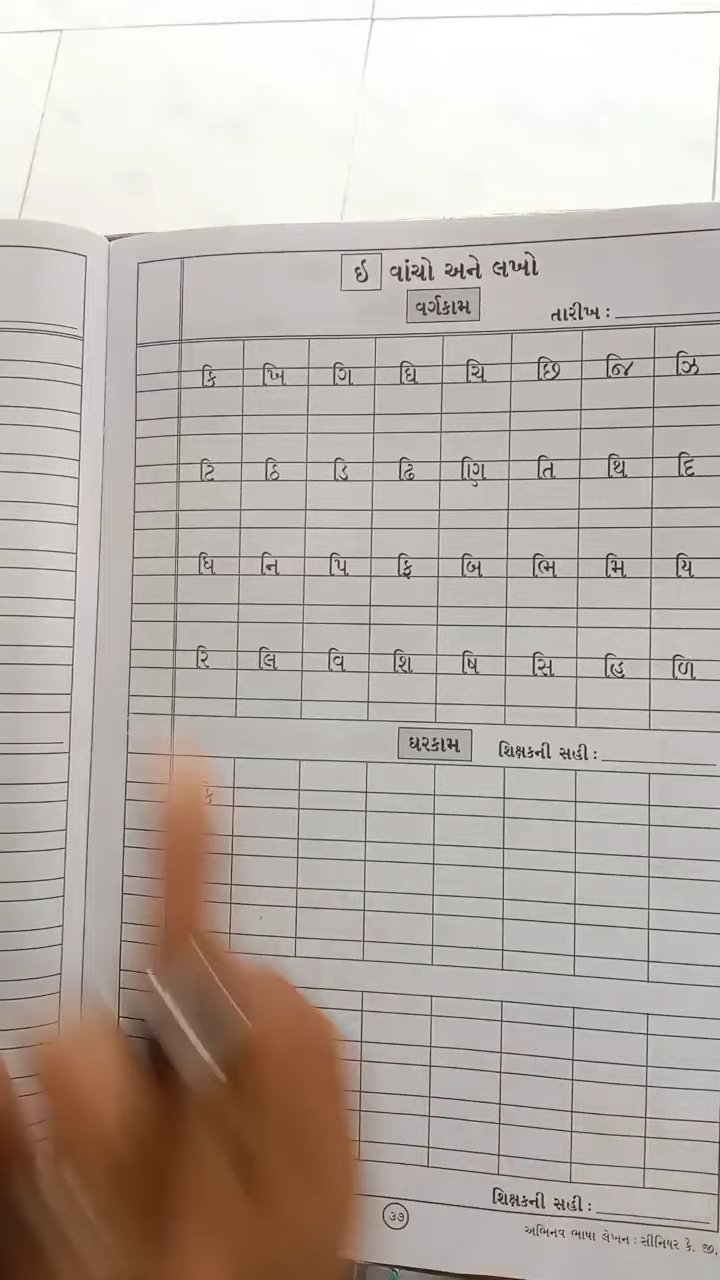 ઇ વાંચો અને લખો
વર્ગકામ તારીખ :
કિ ખિ ગિ ઘિ ચિ છિ જિ ઝિ
ટિ ઠિ ડિ ઢિ ણિ તિ થિ દિ
ધિ નિ પિ ફિ બિ ભિ મિ યિ
રિ લિ વિ શિ ષિ સિ હિ ળિ
ઘરકામ શિક્ષકની સહી :
શિક્ષકની સહી :
૩૭
અભિનવ ભાષા લેખન : સીનિયર કે. જી.